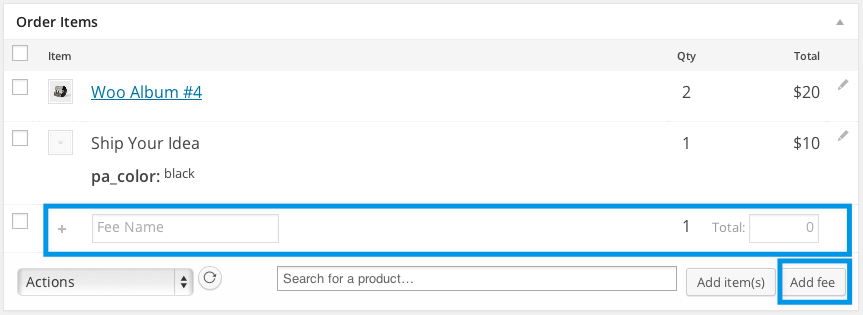 Order Items
Item Qty Total
Woo Album #4 2 $20
Ship Your Idea 1 $10
pa_color: black
+ Fee Name 1 Total: 0
Actions Search for a product... Add item(s) Add fee